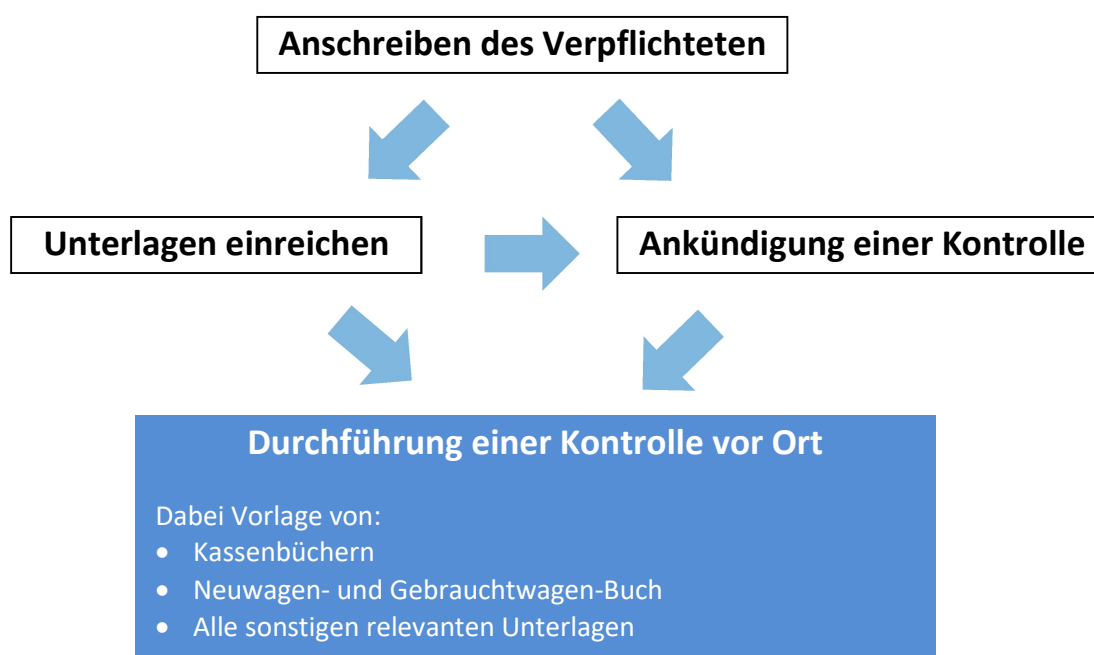 Anschreiben des Verpflichteten
Unterlagen einreichen
Ankündigung einer Kontrolle
Durchführung einer Kontrolle vor Ort
Dabei Vorlage von:
• Kassenbüchern
• Neuwagen- und Gebrauchtwagen-Buch
• Alle sonstigen relevanten Unterlagen